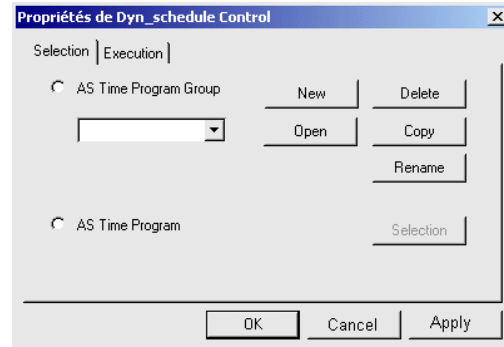 Propriétés de Dyn_schedule Control
Selection Execution
AS Time Program Group New Delete
Open Copy
Rename
AS Time Program Selection
OK Cancel Apply